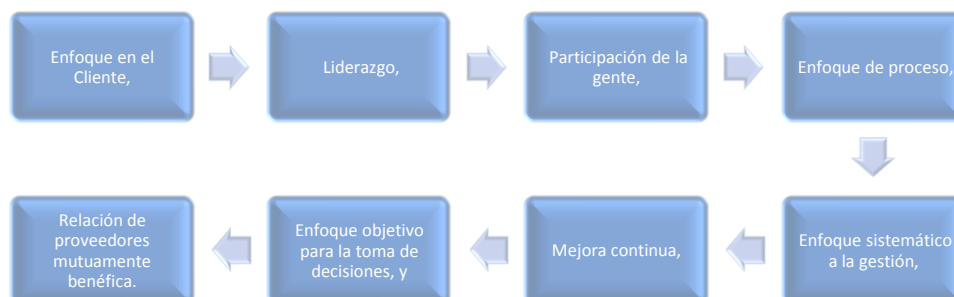 Enfoque en el
Cliente,
Liderazgo,
Participación de la
gente,
Enfoque de proceso,
Enfoque sistemático
a la gestión,
Mejora continua,
Enfoque objetivo
para la toma de
decisiones, y
Relación de
proveedores
mutuamente
benéfica.